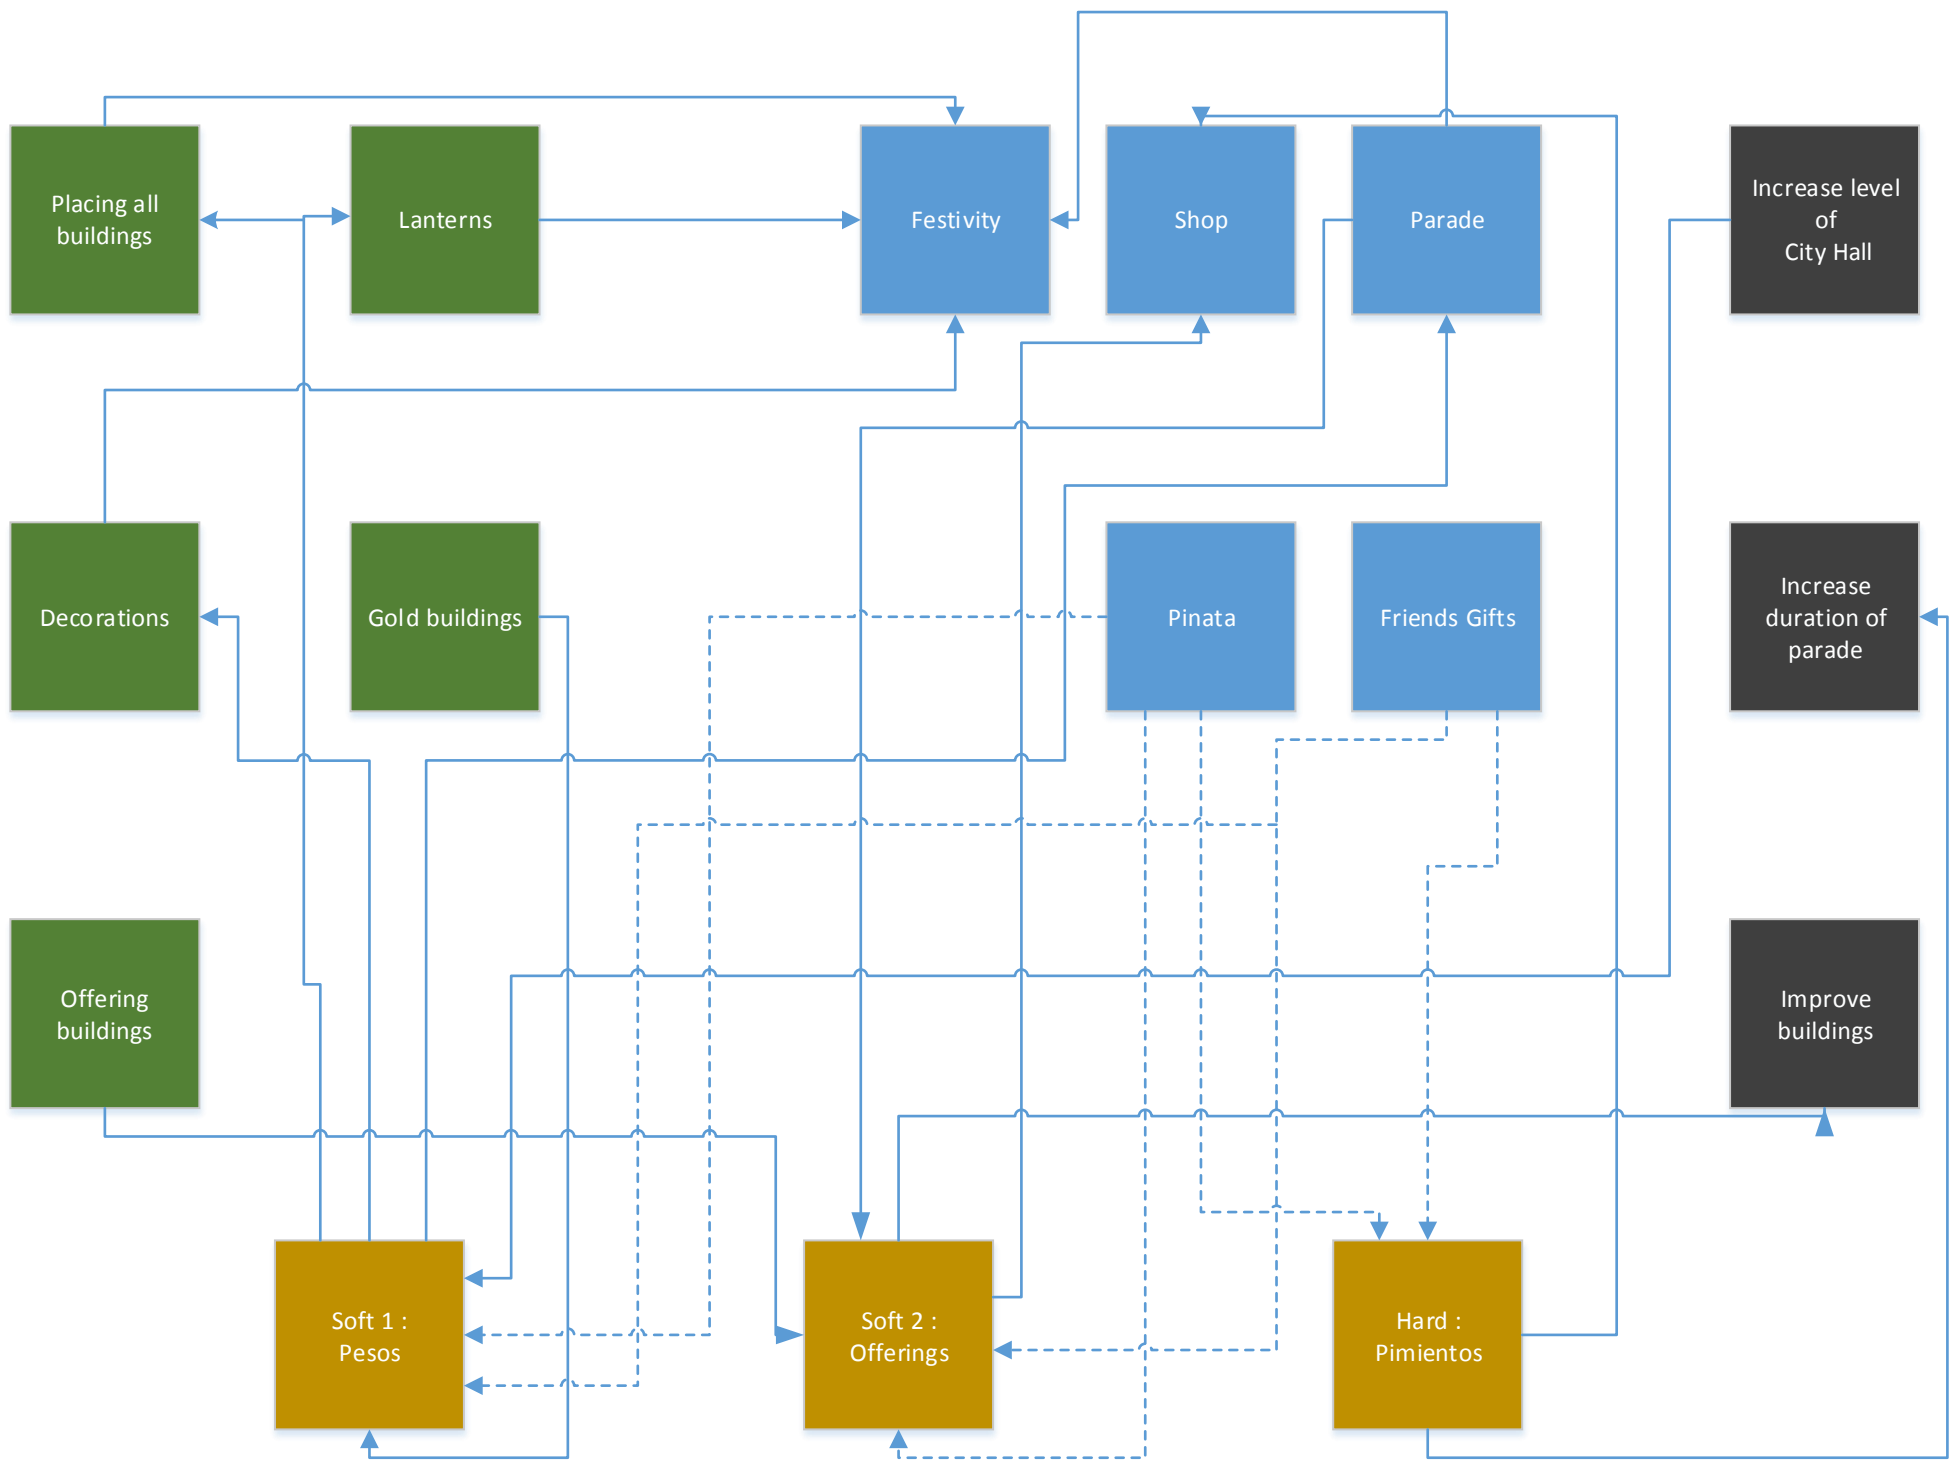 Placing all
buildings
Lanterns
Festivity
Shop
Parade
Increase level
of
City Hall
Decorations
Gold buildings
Pinata
Friends Gifts
Increase
duration of
parade
Offering
buildings
Improve
buildings
Soft 1 :
Pesos
Soft 2 :
Offerings
Hard :
Pimientos